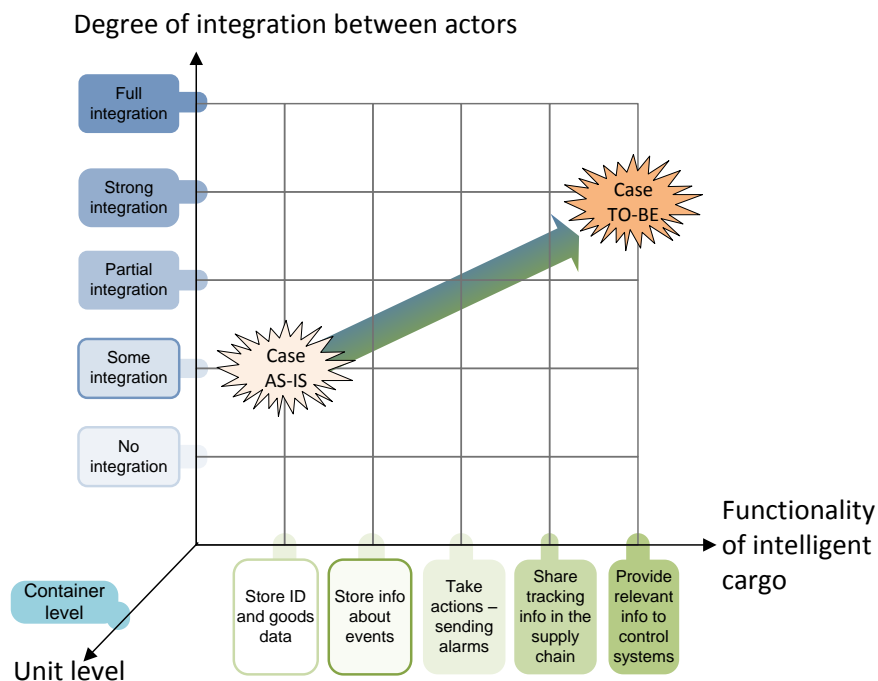 Degree of integration between actors
Full
integration
Strong
integration
Partial
integration
Some
integration
No
integration
Case
TO-BE
Case
AS-IS
Functionality
of intelligent
cargo
Container
level
Unit level
Store ID
and goods
data
Store info
about
events
Take
actions –
sending
alarms
Share
tracking
info in the
supply
chain
Provide
relevant
info to
control
systems